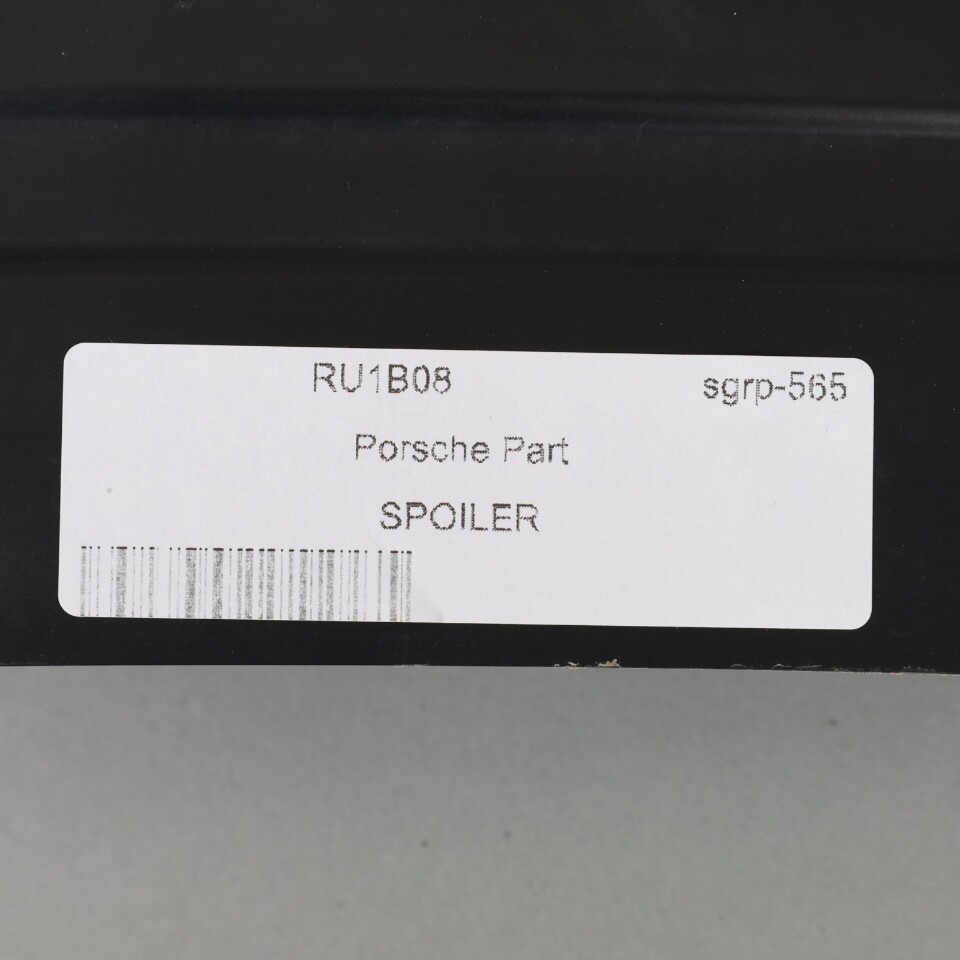 RU1B08 sgrp-565
Porsche Part
SPOILER